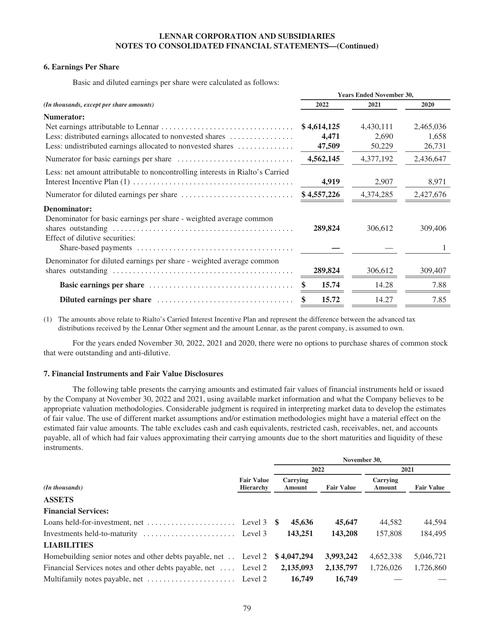 LENNAR CORPORATION AND SUBSIDIARIES
NOTES TO CONSOLIDATED FINANCIAL STATEMENTS—(Continued)
6. Earnings Per Share
Basic and diluted earnings per share were calculated as follows:
Years Ended November 30,
(In thousands, except per share amounts) 2022 2021 2020
Numerator:
Net earnings attributable to Lennar . . . . . . . . . . . . . . . . $ 4,614,125 4,430,111 2,465,036
Less: distributed earnings allocated to nonvested shares . . . . . . . . . . . . . . . . 4,471 2,690 1,658
Less: undistributed earnings allocated to nonvested shares . . . . . . . . . . . . . . 47,509 50,229 26,731
Numerator for basic earnings per share . . . . . . . . . . . . . . . . 4,562,145 4,377,192 2,436,647
Less: net amount attributable to noncontrolling interests in Rialto's Carried
Interest Incentive Plan (1) . . . . . . . . . . . . . . . . 4,919 2,907 8,971
Numerator for diluted earnings per share . . . . . . . . . . . . . . . . $ 4,557,226 4,374,285 2,427,676
Denominator:
Denominator for basic earnings per share - weighted average common
shares outstanding . . . . . . . . . . . . . . . . 289,824 306,612 309,406
Effect of dilutive securities:
Share-based payments . . . . . . . . . . . . . . . . — — 1
Denominator for diluted earnings per share - weighted average common
shares outstanding . . . . . . . . . . . . . . . . 289,824 306,612 309,407
Basic earnings per share . . . . . . . . . . . . . . . . $ 15.74 14.28 7.88
Diluted earnings per share . . . . . . . . . . . . . . . . $ 15.72 14.27 7.85
(1) The amounts above relate to Rialto's Carried Interest Incentive Plan and represent the difference between the advanced tax
distributions received by the Lennar Other segment and the amount Lennar, as the parent company, is assumed to own.
For the years ended November 30, 2022, 2021 and 2020, there were no options to purchase shares of common stock
that were outstanding and anti-dilutive.
7. Financial Instruments and Fair Value Disclosures
The following table presents the carrying amounts and estimated fair values of financial instruments held or issued
by the Company at November 30, 2022 and 2021, using available market information and what the Company believes to be
appropriate valuation methodologies. Considerable judgment is required in interpreting market data to develop the estimates
of fair value. The use of different market assumptions and/or estimation methodologies might have a material effect on the
estimated fair value amounts. The table excludes cash and cash equivalents, restricted cash, receivables, net, and accounts
payable, all of which had fair values approximating their carrying amounts due to the short maturities and liquidity of these
instruments.
November 30,
2022 2021
(In thousands) Fair Value Hierarchy Carrying Amount Fair Value Carrying Amount Fair Value
ASSETS
Financial Services:
Loans held-for-investment, net . . . . . . . . . . . . . . . . Level 3 $ 45,636 45,647 44,582 44,594
Investments held-to-maturity . . . . . . . . . . . . . . . . Level 3 143,251 143,208 157,808 184,495
LIABILITIES
Homebuilding senior notes and other debts payable, net . . Level 2 $ 4,047,294 3,993,242 4,652,338 5,046,721
Financial Services notes and other debts payable, net . . . . Level 2 2,135,093 2,135,797 1,726,026 1,726,860
Multifamily notes payable, net . . . . . . . . . . . . . . . . Level 2 16,749 16,749 — —
79